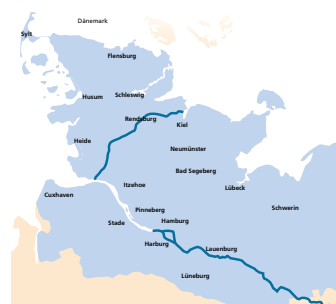 Dänemark
Sylt
Flensburg
Husum
Schleswig
Rendsburg
Kiel
Heide
Neumünster
Bad Segeberg
Itzehoe
Lübeck
Cuxhaven
Schwerin
Pinneberg
Stade
Hamburg
Harburg
Lauenburg
Lüneburg